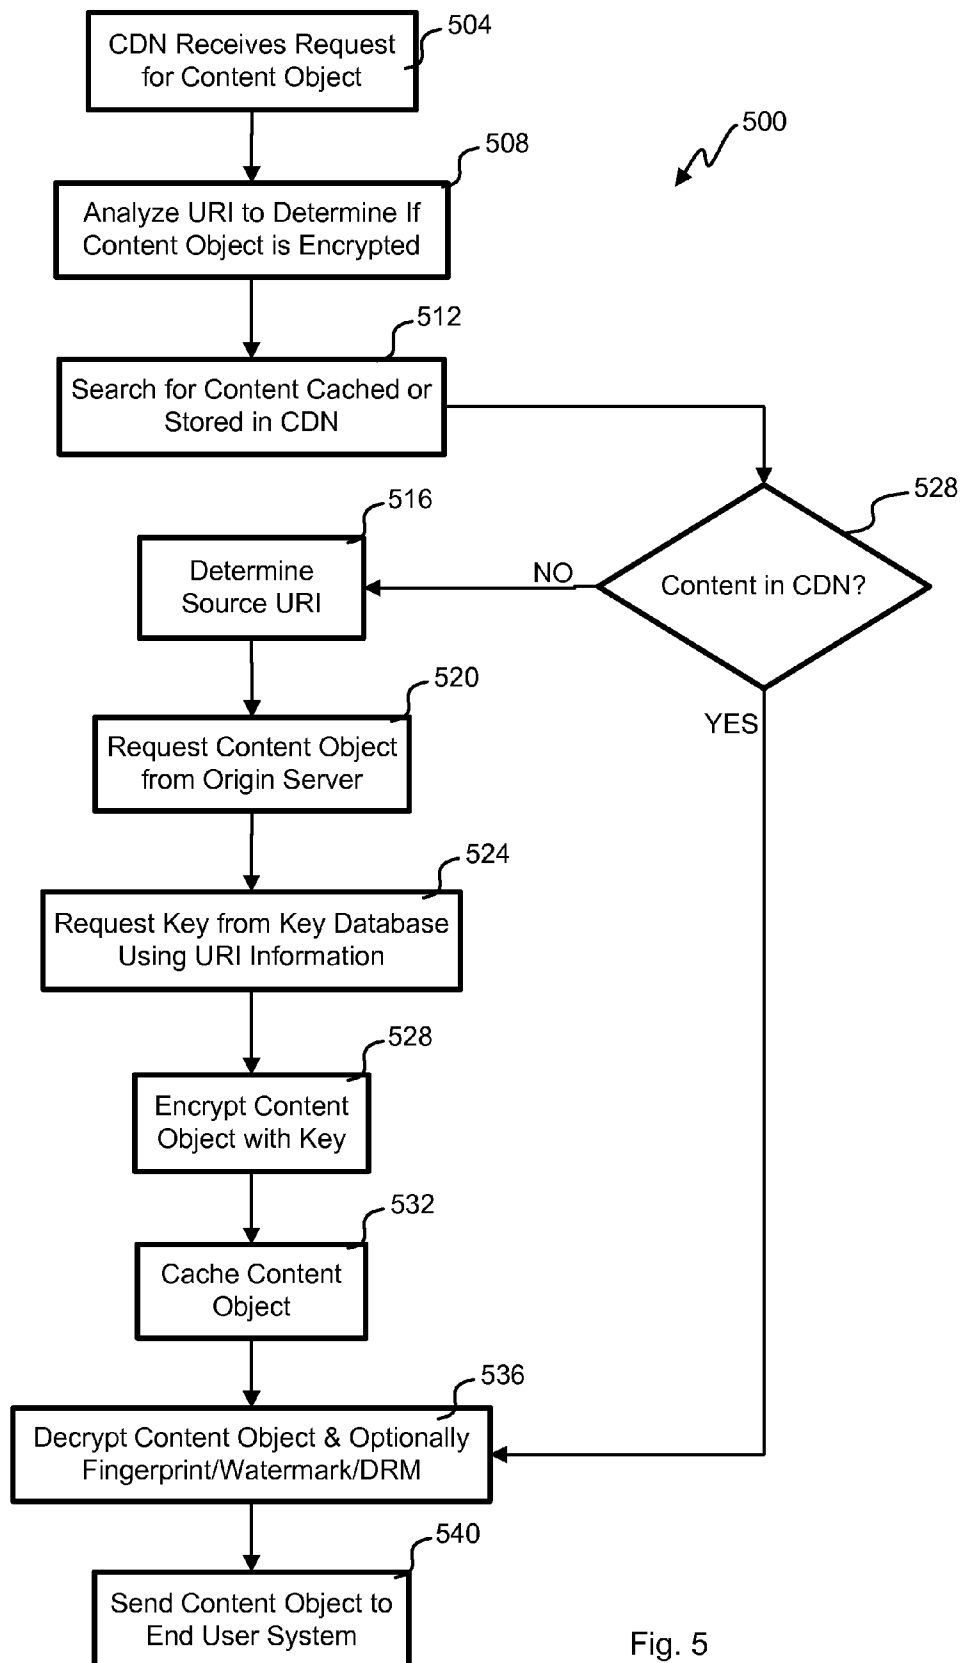 504
CDN Receives Request
for Content Object
500
508
Analyze URI to Determine If
Content Object is Encrypted
512
Search for Content Cached or
Stored in CDN
528
Content in CDN?
NO
YES
516
Determine
Source URI
520
Request Content Object
from Origin Server
524
Request Key from Key Database
Using URI Information
528
Encrypt Content
Object with Key
532
Cache Content
Object
536
Decrypt Content Object & Optionally
Fingerprint/Watermark/DRM
540
Send Content Object to
End User System
Fig. 5